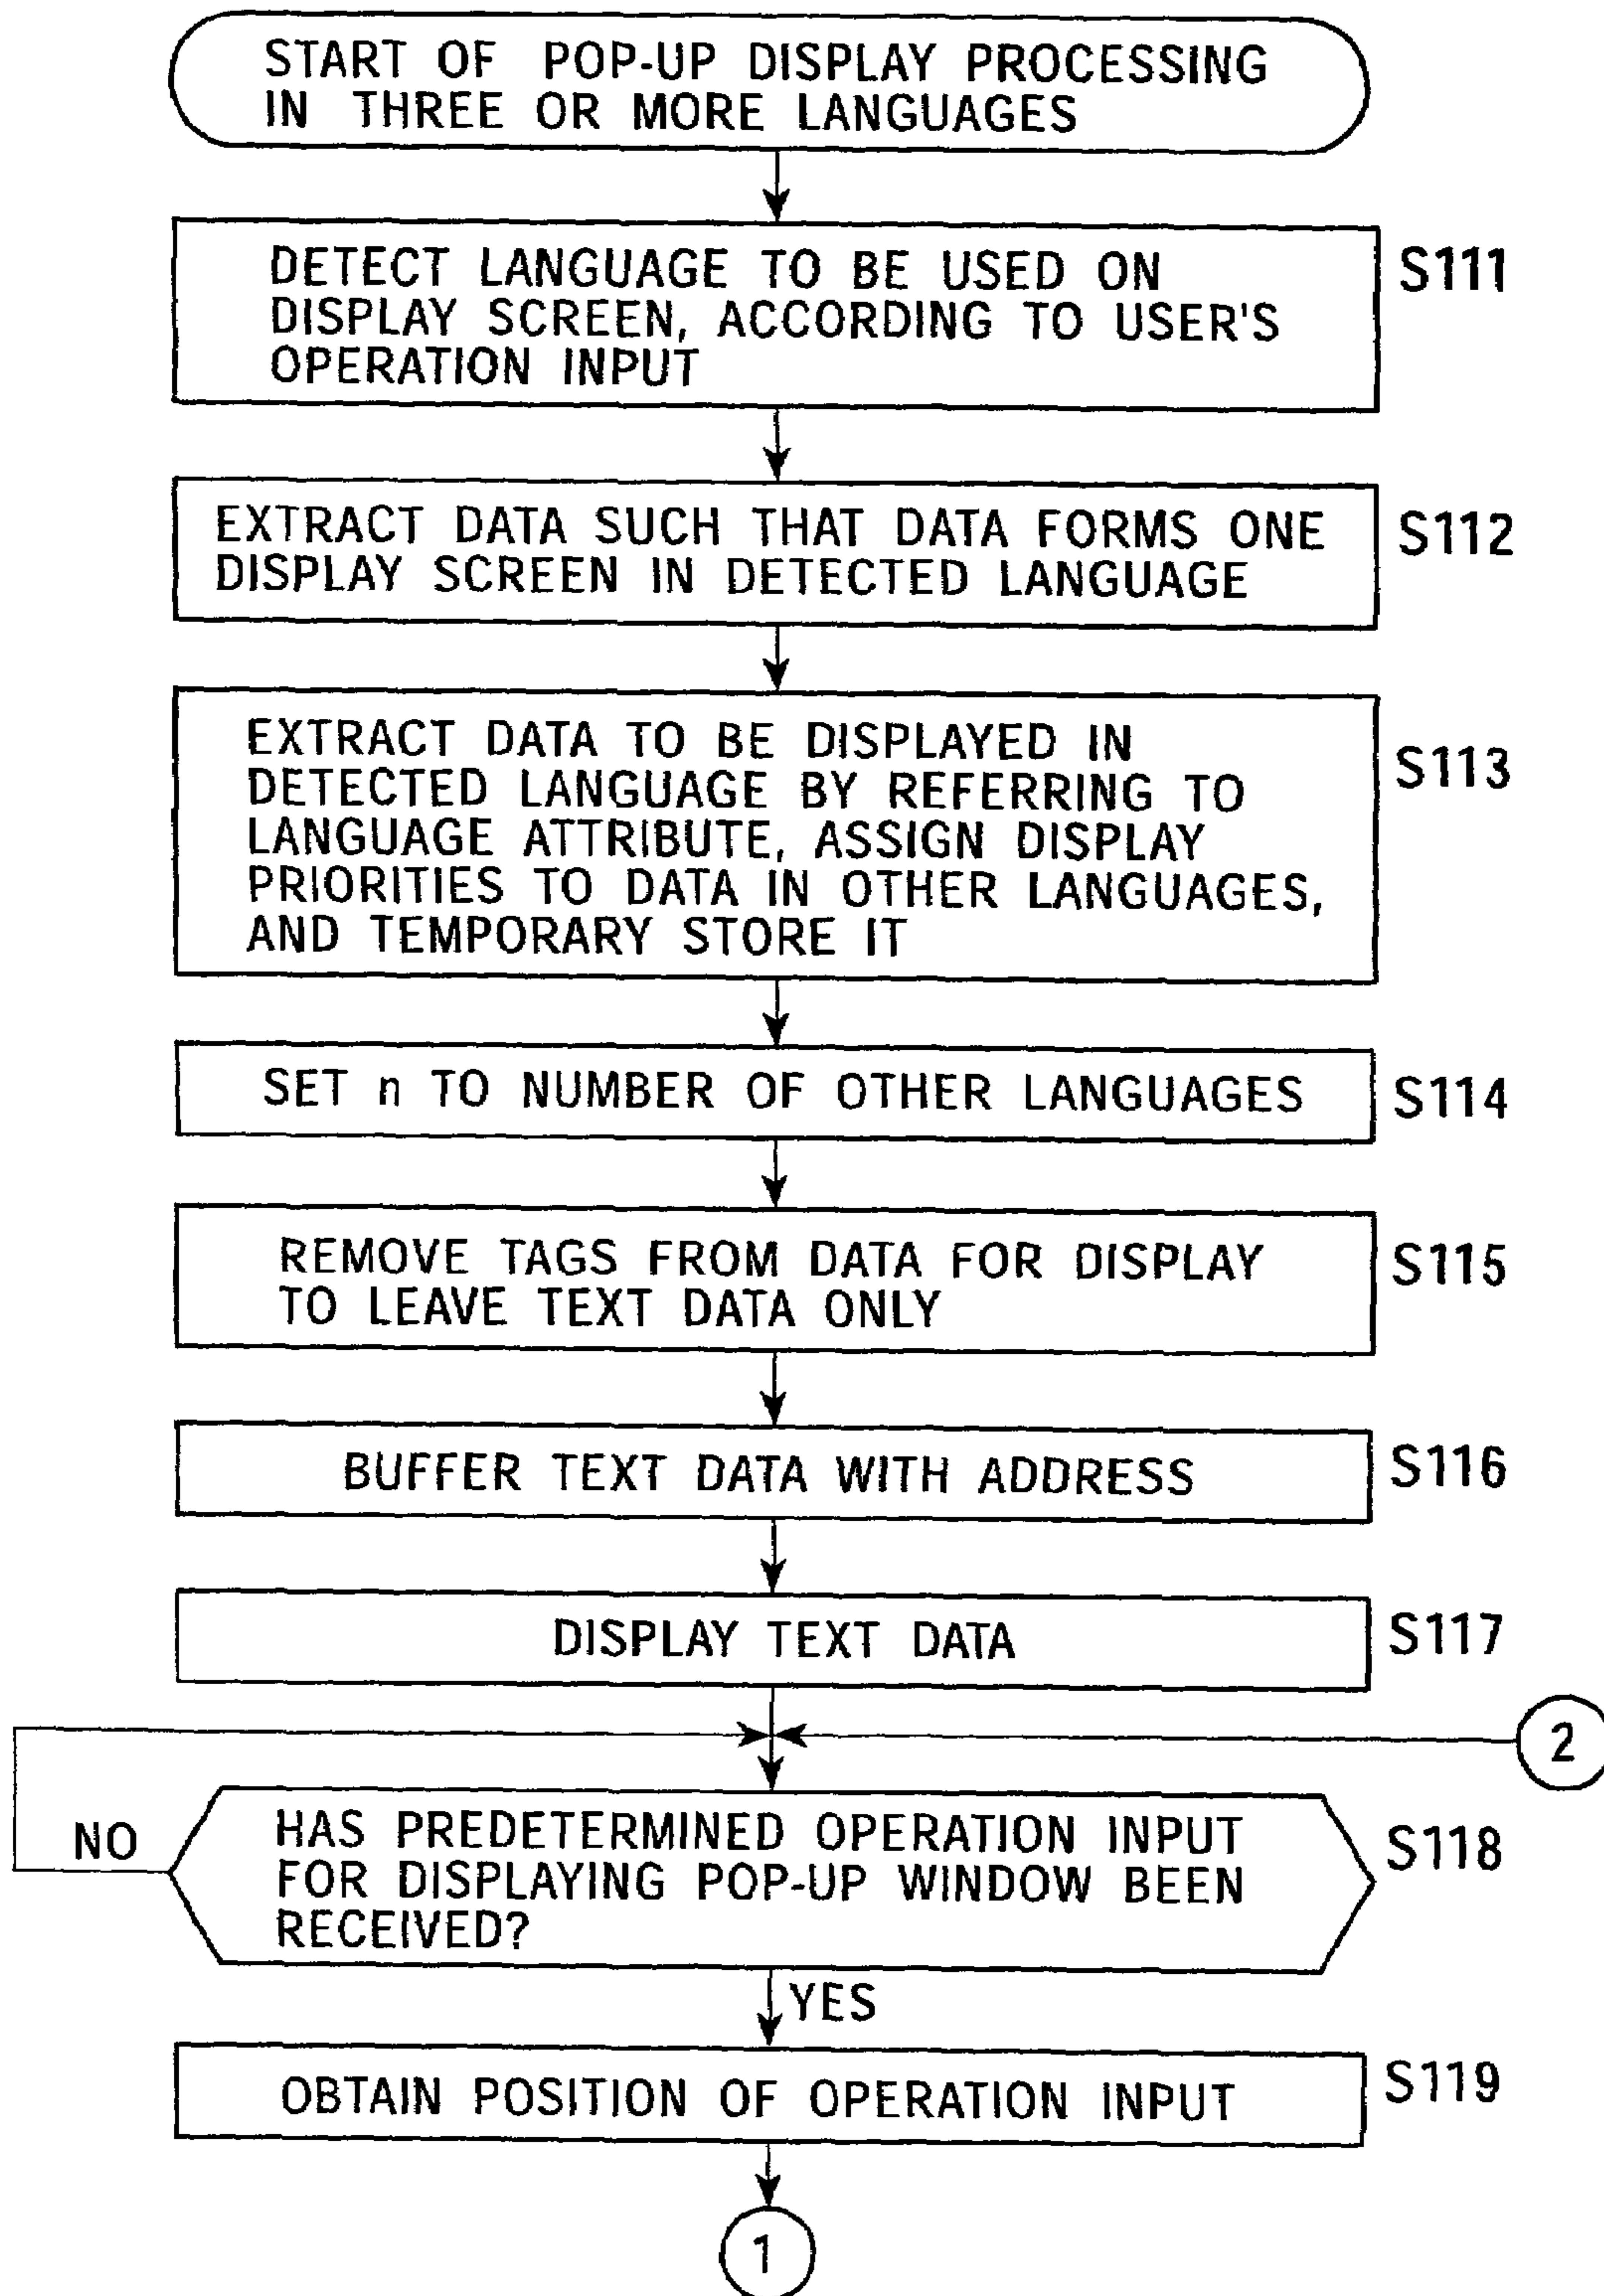 START OF POP-UP DISPLAY PROCESSING
IN THREE OR MORE LANGUAGES
DETECT LANGUAGE TO BE USED ON
DISPLAY SCREEN, ACCORDING TO USER'S
OPERATION INPUT
S111
EXTRACT DATA SUCH THAT DATA FORMS ONE
DISPLAY SCREEN IN DETECTED LANGUAGE
S112
EXTRACT DATA TO BE DISPLAYED IN
DETECTED LANGUAGE BY REFERRING TO
LANGUAGE ATTRIBUTE, ASSIGN DISPLAY
PRIORITIES TO DATA IN OTHER LANGUAGES,
AND TEMPORARY STORE IT
S113
SET n TO NUMBER OF OTHER LANGUAGES
S114
REMOVE TAGS FROM DATA FOR DISPLAY
TO LEAVE TEXT DATA ONLY
S115
BUFFER TEXT DATA WITH ADDRESS
S116
DISPLAY TEXT DATA
S117
2
NO
HAS PREDETERMINED OPERATION INPUT
FOR DISPLAYING POP-UP WINDOW BEEN
RECEIVED?
S118
YES
OBTAIN POSITION OF OPERATION INPUT
S119
1